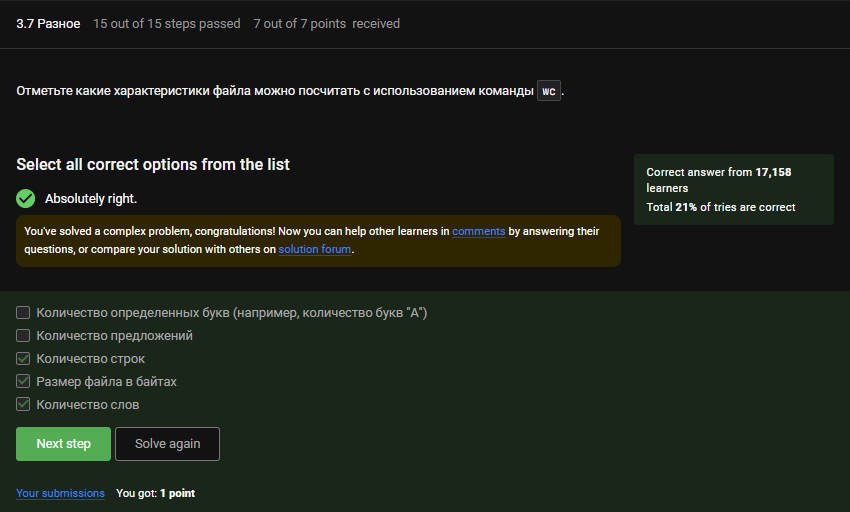 3.7 Разное 15 out of 15 steps passed 7 out of 7 points received
Отметьте какие характеристики файла можно посчитать с использованием команды wc.
Select all correct options from the list
Absolutely right.
You've solved a complex problem, congratulations! Now you can help other learners in comments by answering their
questions, or compare your solution with others on solution forum.
Correct answer from 17,158
learners
Total 21% of tries are correct
Количество определенных букв (например, количество букв "A")
Количество предложений
Количество строк
Размер файла в байтах
Количество слов
Next step Solve again
Your submissions You got: 1 point